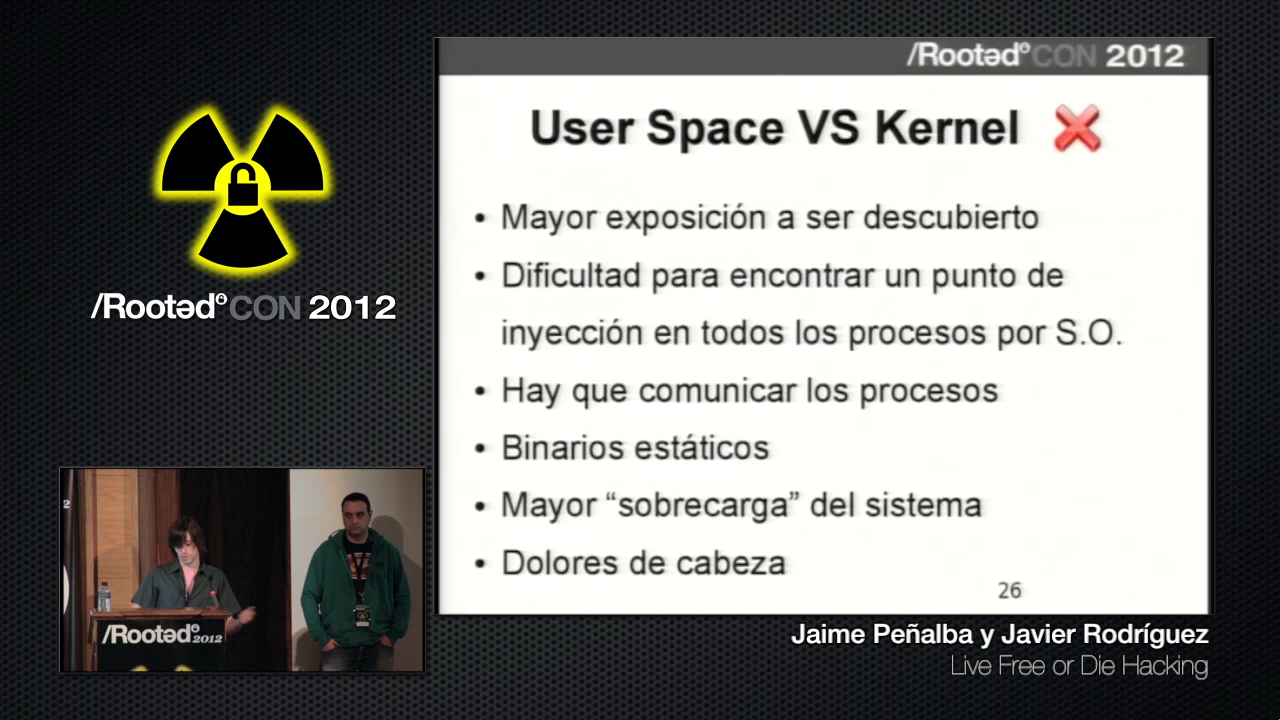 /Rootəd CON 2012
User Space VS Kernel
• Mayor exposición a ser descubierto
• Dificultad para encontrar un punto de
inyección en todos los procesos por S.O.
• Hay que comunicar los procesos
• Binarios estáticos
• Mayor “sobrecarga” del sistema
• Dolores de cabeza
26
/Rootəd CON 2012
/Rootəd 2012
2
Jaime Peñalba y Javier Rodríguez
Live Free or Die Hacking